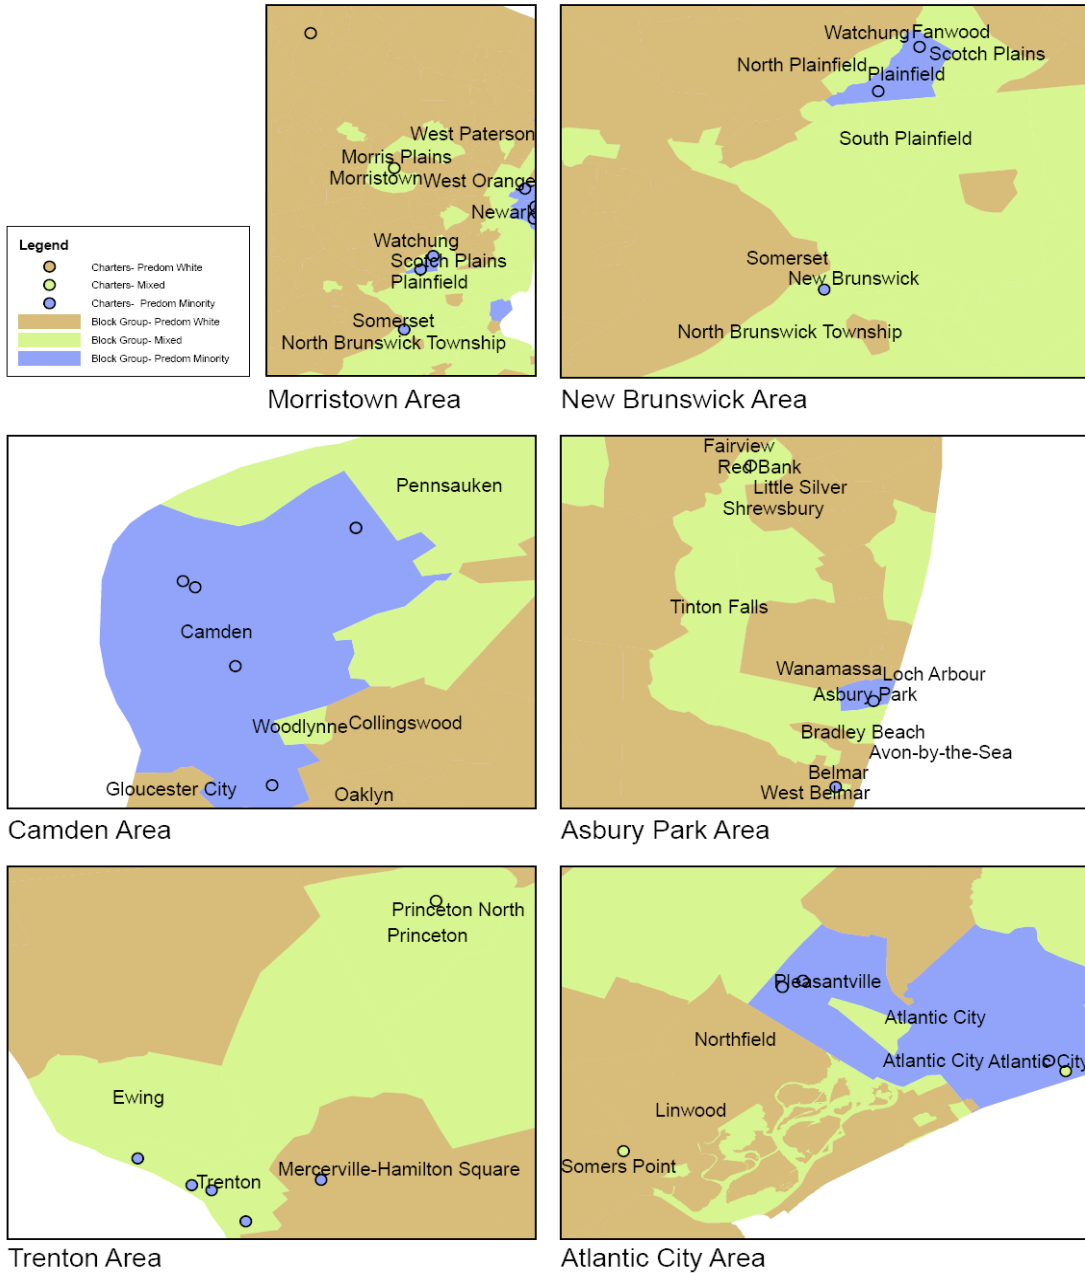 Legend
Charters- Predom White
Charters- Mixed
Charters- Predom Minority
Block Group- Predom White
Block Group- Mixed
Block Group- Predom Minority
West Paterson
Morris Plains
Morristown
West Orange
Newark
Watchung
Scotch Plains
Plainfield
Somerset
North Brunswick Township
Morristown Area
Watchung
Fanwood
Scotch Plains
North Plainfield
Plainfield
South Plainfield
Somerset
New Brunswick
North Brunswick Township
New Brunswick Area
Pennsauken
Camden
Woodlynne
Collingswood
Gloucester City
Oaklyn
Camden Area
Fairview
Red Bank
Little Silver
Shrewsbury
Tinton Falls
Wanamassa
Loch Arbour
Asbury Park
Bradley Beach
Avon-by-the-Sea
Belmar
West Belmar
Asbury Park Area
Princeton North
Princeton
Ewing
Mercerville-Hamilton Square
Trenton
Trenton Area
Pleasantville
Atlantic City
Northfield
Atlantic City
Atlantic City
Linwood
Somers Point
Atlantic City Area